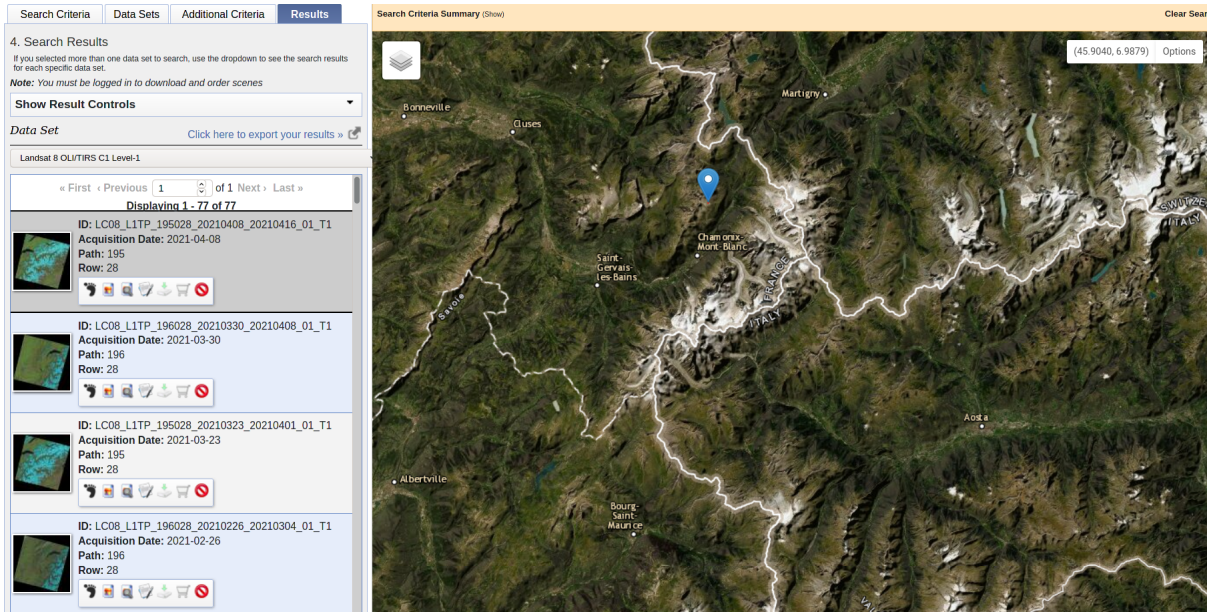 Search Criteria
Data Sets
Additional Criteria
Results
4. Search Results
If you selected more than one data set to search, use the dropdown to see the search results
for each specific data set.
Note: You must be logged in to download and order scenes
Show Result Controls
Data Set
Click here to export your results »
Landsat 8 OLI/TIRS C1 Level-1
« First ‹ Previous 1 of 1 Next › Last »
Displaying 1 - 77 of 77
ID: LC08_L1TP_195028_20210408_20210416_01_T1
Acquisition Date: 2021-04-08
Path: 195
Row: 28
ID: LC08_L1TP_196028_20210330_20210408_01_T1
Acquisition Date: 2021-03-30
Path: 196
Row: 28
ID: LC08_L1TP_195028_20210323_20210401_01_T1
Acquisition Date: 2021-03-23
Path: 195
Row: 28
ID: LC08_L1TP_196028_20210226_20210304_01_T1
Acquisition Date: 2021-02-26
Path: 196
Row: 28
Search Criteria Summary (Show)
Clear Sear
(45.9040, 6.9879) Options
Martigny
Bonneville
Cluses
SWITZE
ITALY
Chamonix-
Mont-Blanc
Saint-
Gervais-
les-Bains
FRANCE
ITALY
Savoie
Aosta
Albertville
Bourg-
Saint-
Maurice